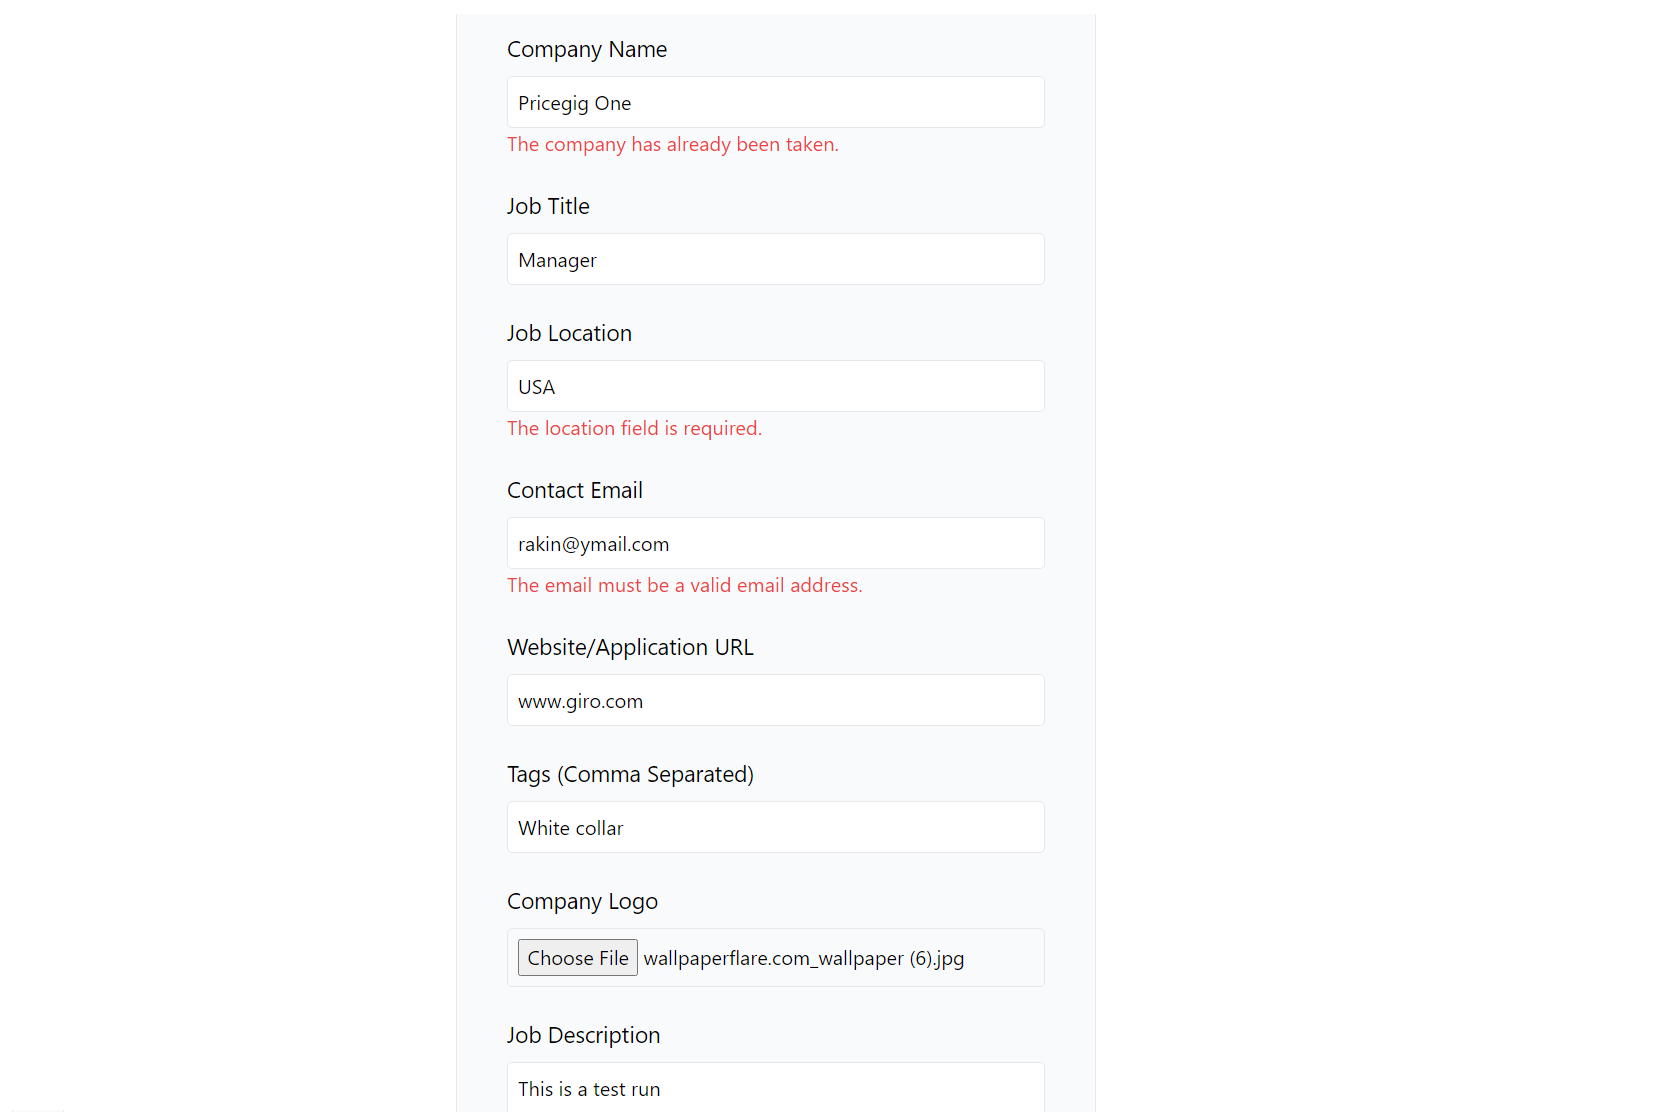 Company Name
Pricegig One
The company has already been taken.
Job Title
Manager
Job Location
USA
The location field is required.
Contact Email
rakin@ymail.com
The email must be a valid email address.
Website/Application URL
www.giro.com
Tags (Comma Separated)
White collar
Company Logo
Choose File wallpaperflare.com_wallpaper (6).jpg
Job Description
This is a test run